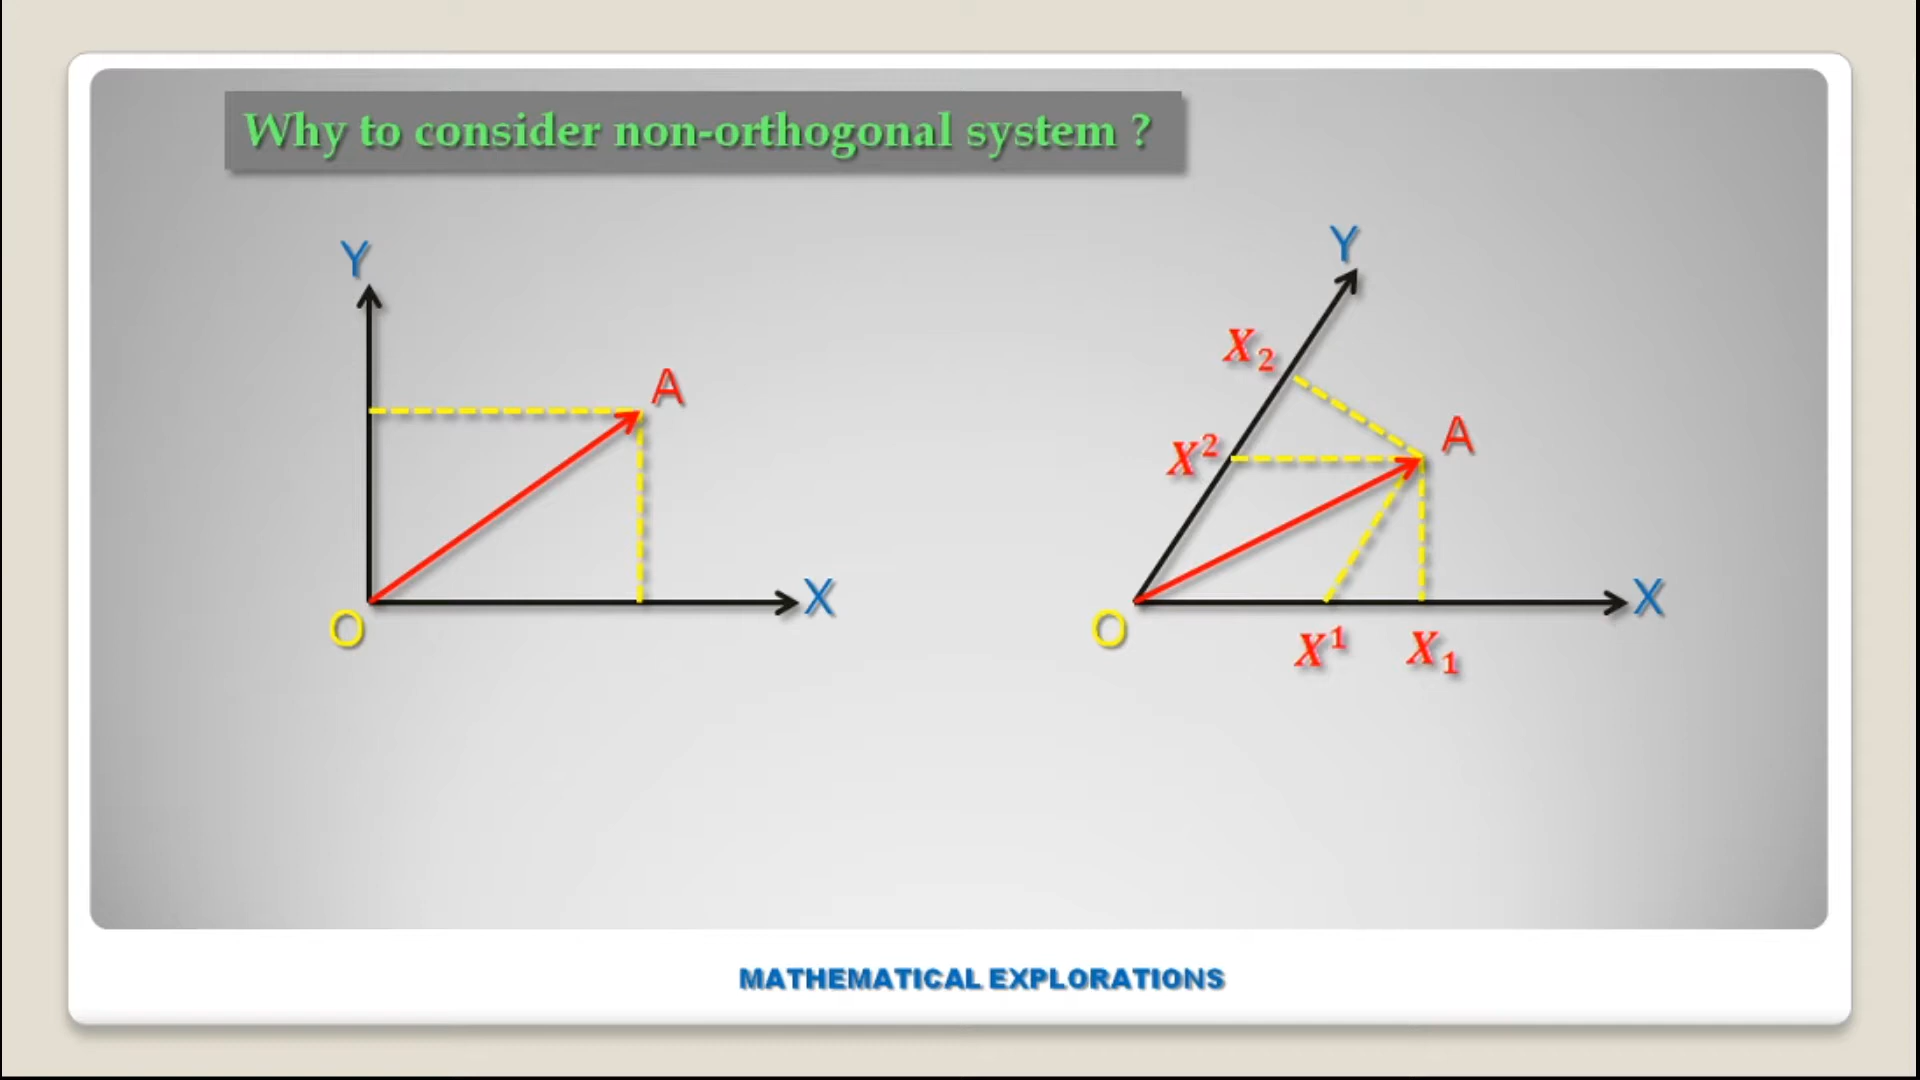 Why to consider non-orthogonal system ?
Y
A
O
X
Y
X₂
X²
A
O
X
X¹
X₁
MATHEMATICAL EXPLORATIONS